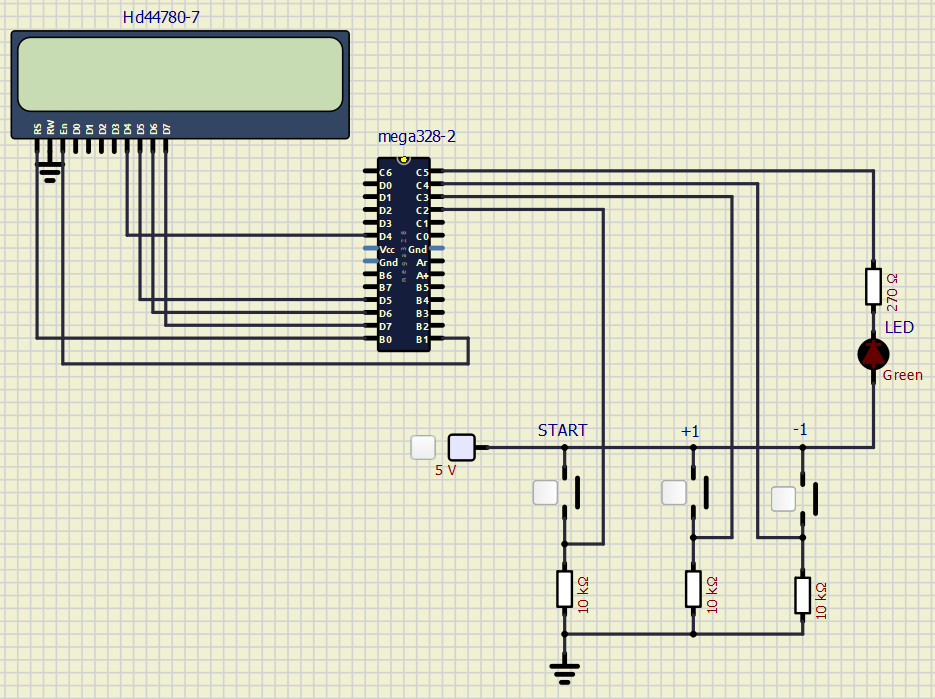 Hd44780-7
RS RW En D0 D1 D2 D3 D4 D5 D6 D7
mega328-2
C6 C5
D0 C4
D1 C3
D2 C2
D3 C1
D4 C0
Vcc Gnd
Gnd Ar
B6 A+
B7 B5
D5 B4
D6 B3
D7 B2
B0 B1
mega328
270 Ω
LED
Green
START
+1
-1
5 V
10 kΩ
10 kΩ
10 kΩ